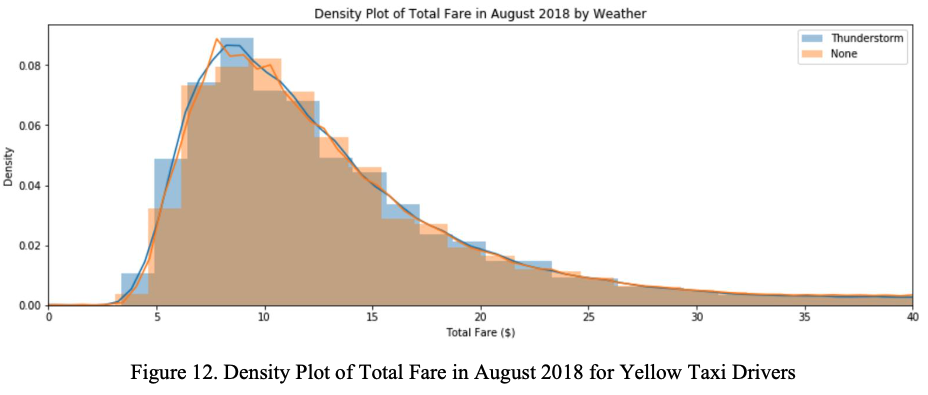 Density Plot of Total Fare in August 2018 by Weather
Thunderstorm
None
Density
0.08
0.06
0.04
0.02
0.00
0 5 10 15 20 25 30 35 40
Total Fare ($)
Figure 12. Density Plot of Total Fare in August 2018 for Yellow Taxi Drivers